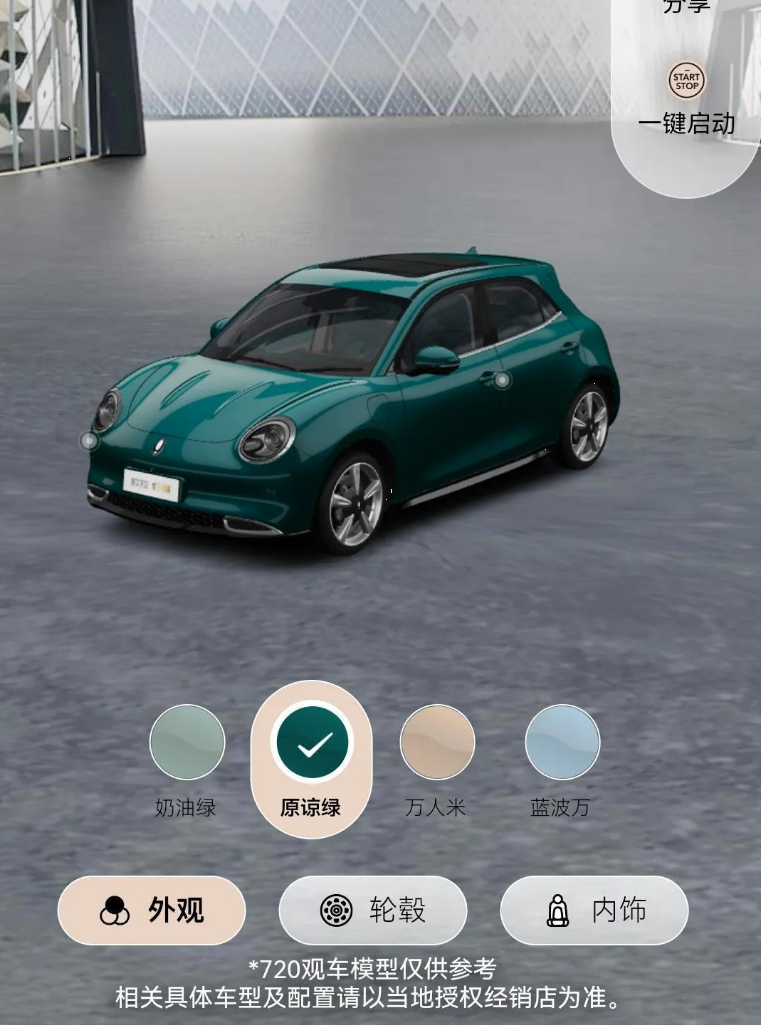 分享
START
STOP
一键启动
奶油绿
原谅绿
万人米
蓝波万
外观
轮毂
内饰
*720观车模型仅供参考
相关具体车型及配置请以当地授权经销店为准。